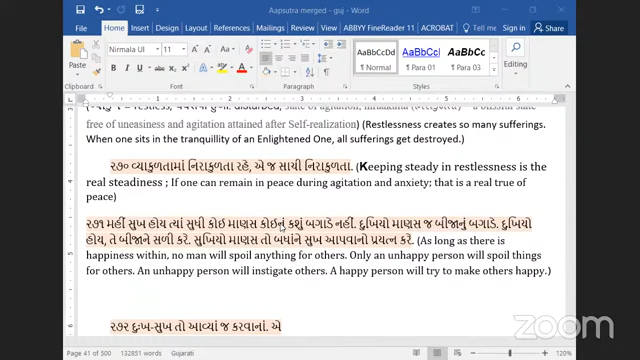 Aaputra merged - guj - Word
File Home Insert Design Layout References Mailings Review View ABBYY FineReader 11 ACROBAT Tell me... Sign in Share
Nirmala UI 11 A A Aa
B I U abc x₂ x² A
AaBbCcDd AaBbCcl AaBbCc
¶ Normal ¶ Para 01 ¶ Para 03
Paste
Clipboard Font Paragraph Styles Editing
free of uneasiness and agitation attained after Self-realization) (Restlessness creates so many sufferings.
When one sits in the tranquillity of an Enlightened One, all sufferings get destroyed.)
૨૭૦ વ્યાકુળતામાં નિરાકુળતા રહે, એ જ સાચી નિરાકુળતા. (Keeping steady in restlessness is the
real steadiness ; If one can remain in peace during agitation and anxiety; that is a real true of
peace)
૨૭૧ મહીં સુખ હોય ત્યાં સુધી કોઈ માણસ કોઈનું કશું બગાડે નહીં. દુખિયો માણસ જ બીજાનું બગાડે. દુખિયો
હોય, તે બીજાને સળી કરે. સુખિયો માણસ તો બધાંને સુખ આપવાનો પ્રયત્ન કરે. (As long as there is
happiness within, no man will spoil anything for others. Only an unhappy person will spoil things
for others. An unhappy person will instigate others. A happy person will try to make others happy.)
૨૭૨ દુઃખ-સુખ તો આવ્યાં જ કરવાનાં. એ
zoom
Page 41 of 500 132851 words Gujarati 100%